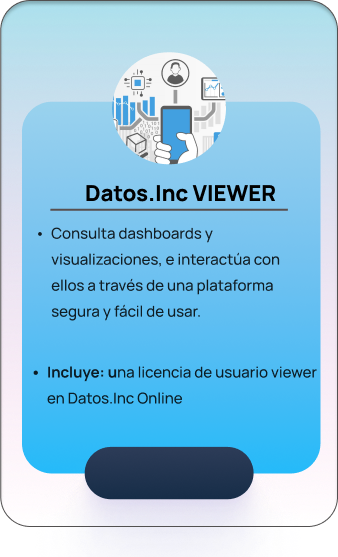 Datos.Inc VIEWER
• Consulta dashboards y
visualizaciones, e interactúa con
ellos a través de una plataforma
segura y fácil de usar.
• Incluye: una licencia de usuario viewer
en Datos.Inc Online